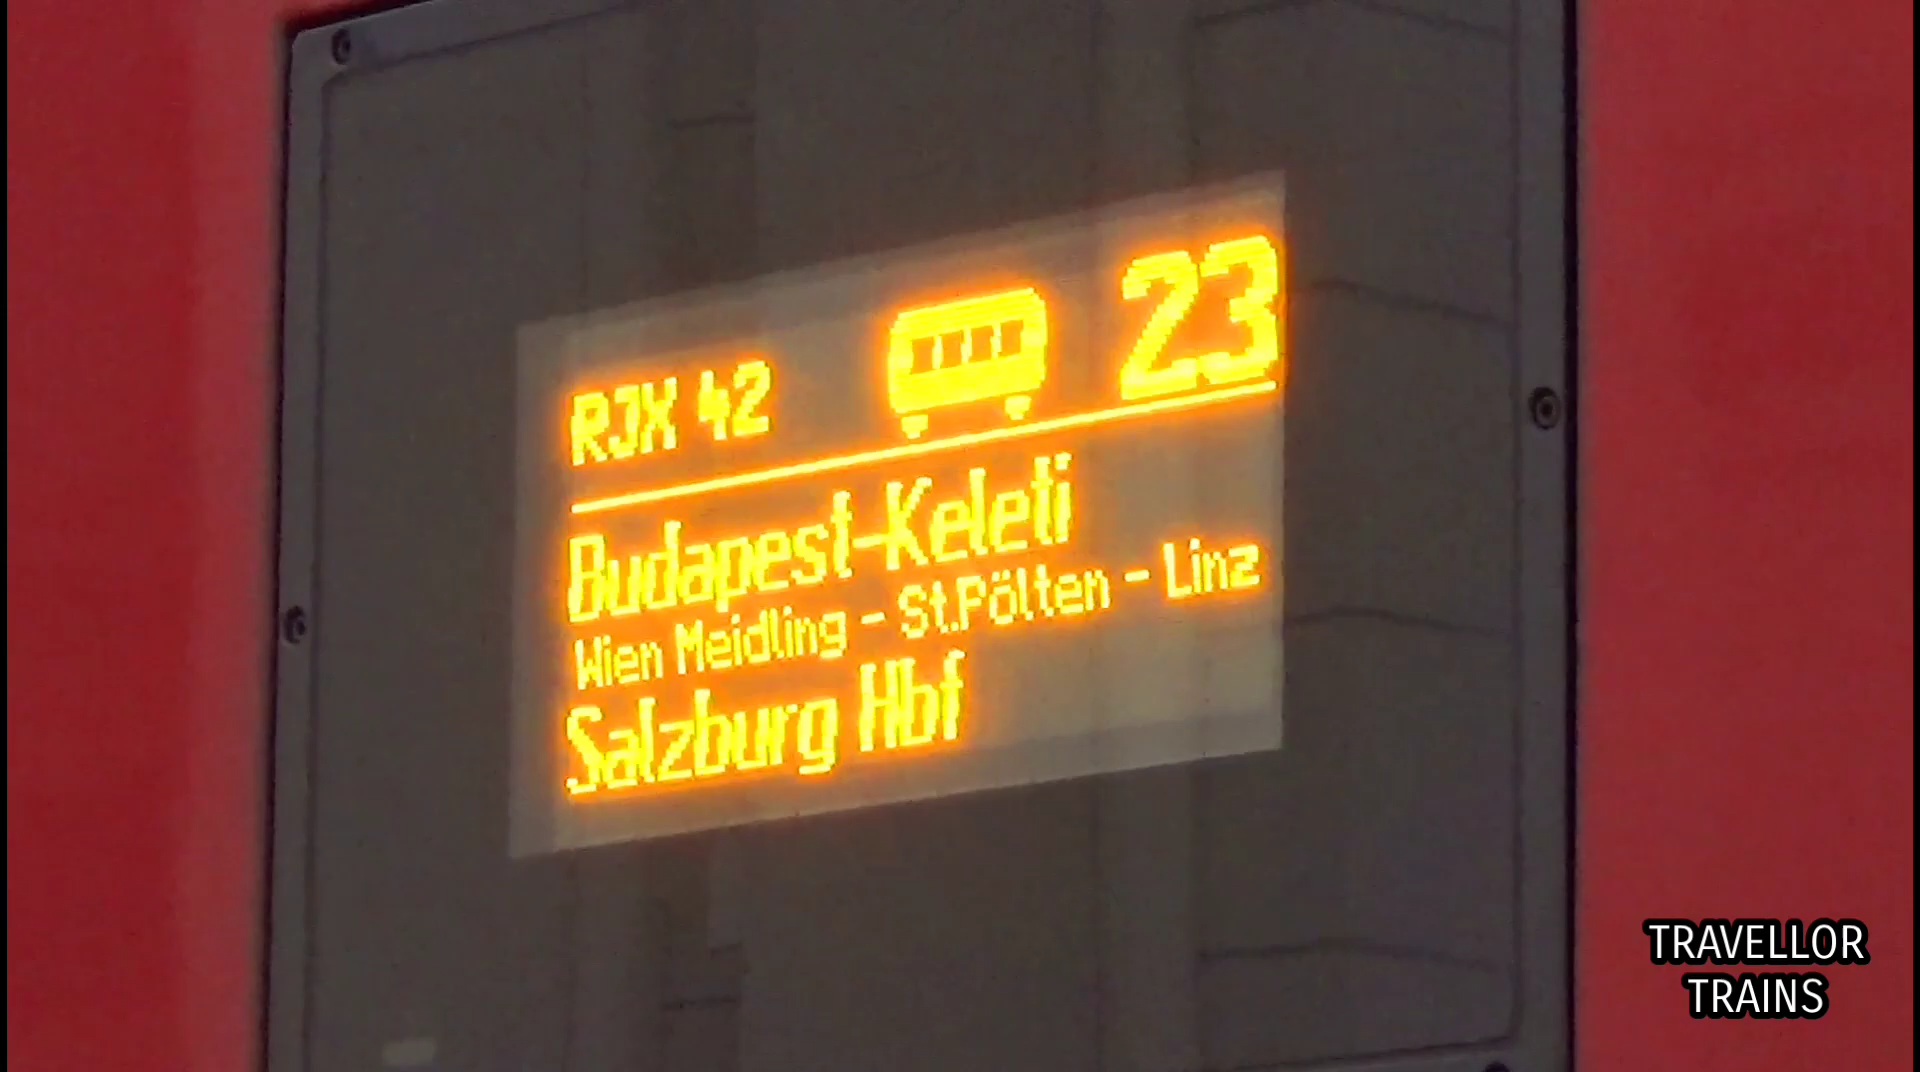 RJX 42 23
Budapest-Keleti
Wien Meidling - St.Pölten - Linz
Salzburg Hbf
TRAVELLOR
TRAINS